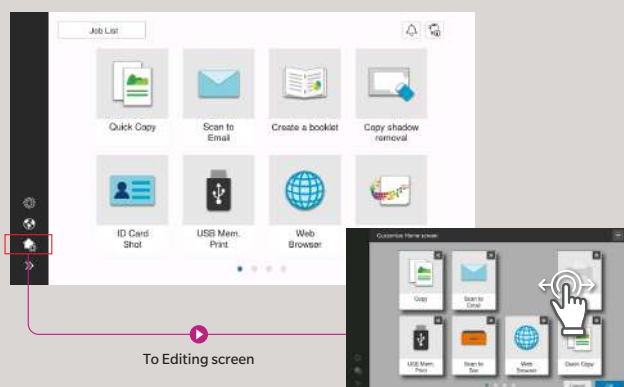 Job List
Quick Copy
Scan to
Email
Create a booklet
Copy shadow
removal
ID Card
Shot
USB Mem.
Print
Web
Browser
Customize Home screen
Copy
Scan to
Email
USB Mem.
Print
Scan to
Box
Web
Browser
Quick Copy
Cancel
OK
To Editing screen